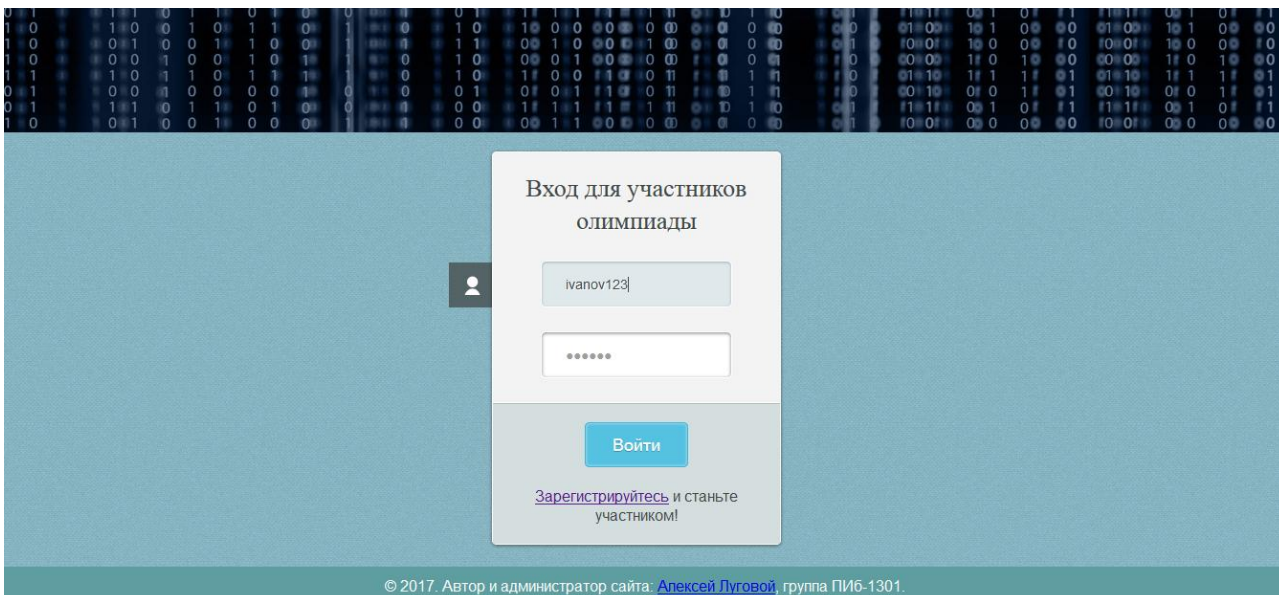 Вход для участников
олимпиады
ivanov123
••••••
Войти
Зарегистрируйтесь и станьте
участником!
© 2017. Автор и администратор сайта: Алексей Луговой, группа ПИб-1301.